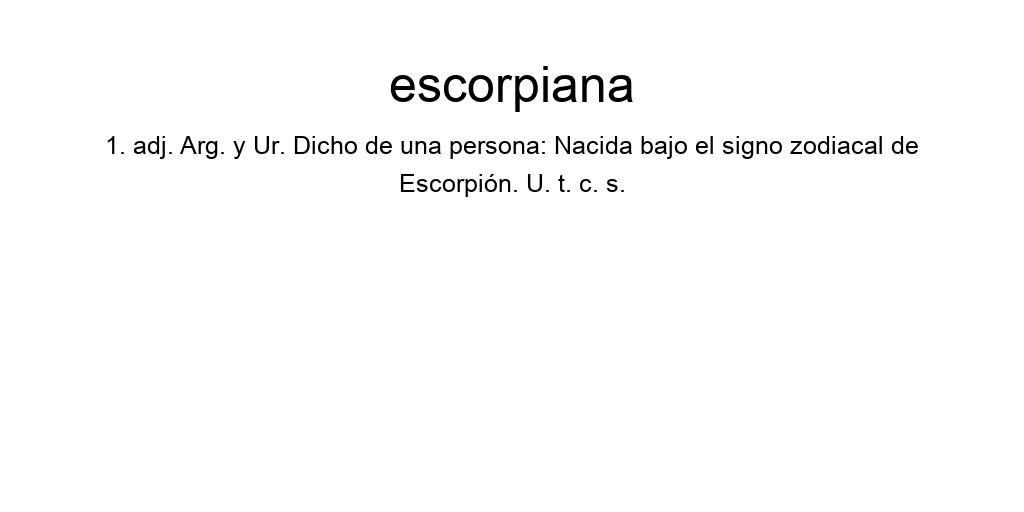 escorpiana
1. adj. Arg. y Ur. Dicho de una persona: Nacida bajo el signo zodiacal de
Escorpión. U. t. c. s.